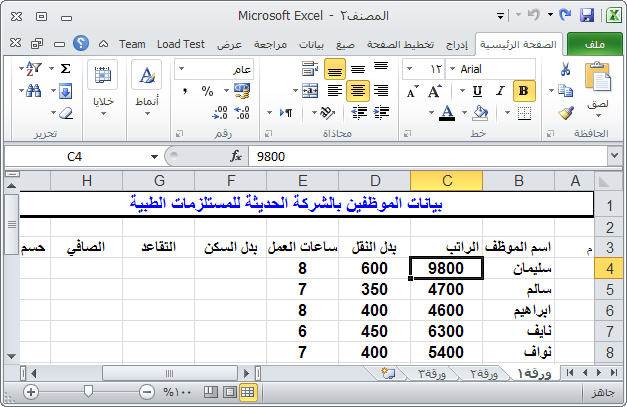 المصنف٢ - Microsoft Excel
ملف الصفحة الرئيسية إدراج تخطيط الصفحة صيغ بيانات مراجعة عرض Load Test Team
لصق Arial ١٢ عام أنماط خلايا
B I U A A
الحافظة خط محاذاة رقم تحرير
C4 fx 9800
A B C D E F G H
1 بيانات الموظفين بالشركة الحديثة للمستلزمات الطبية
2
3 م اسم الموظف الراتب بدل النقل ساعات العمل بدل السكن التقاعد الصافي حسم
4 سليمان 9800 600 8
5 سالم 4700 350 7
6 ابراهيم 4600 400 8
7 نايف 6300 450 6
8 نواف 5400 400 7
ورقة١ ورقة٢ ورقة٣
جاهز ١٠٠%